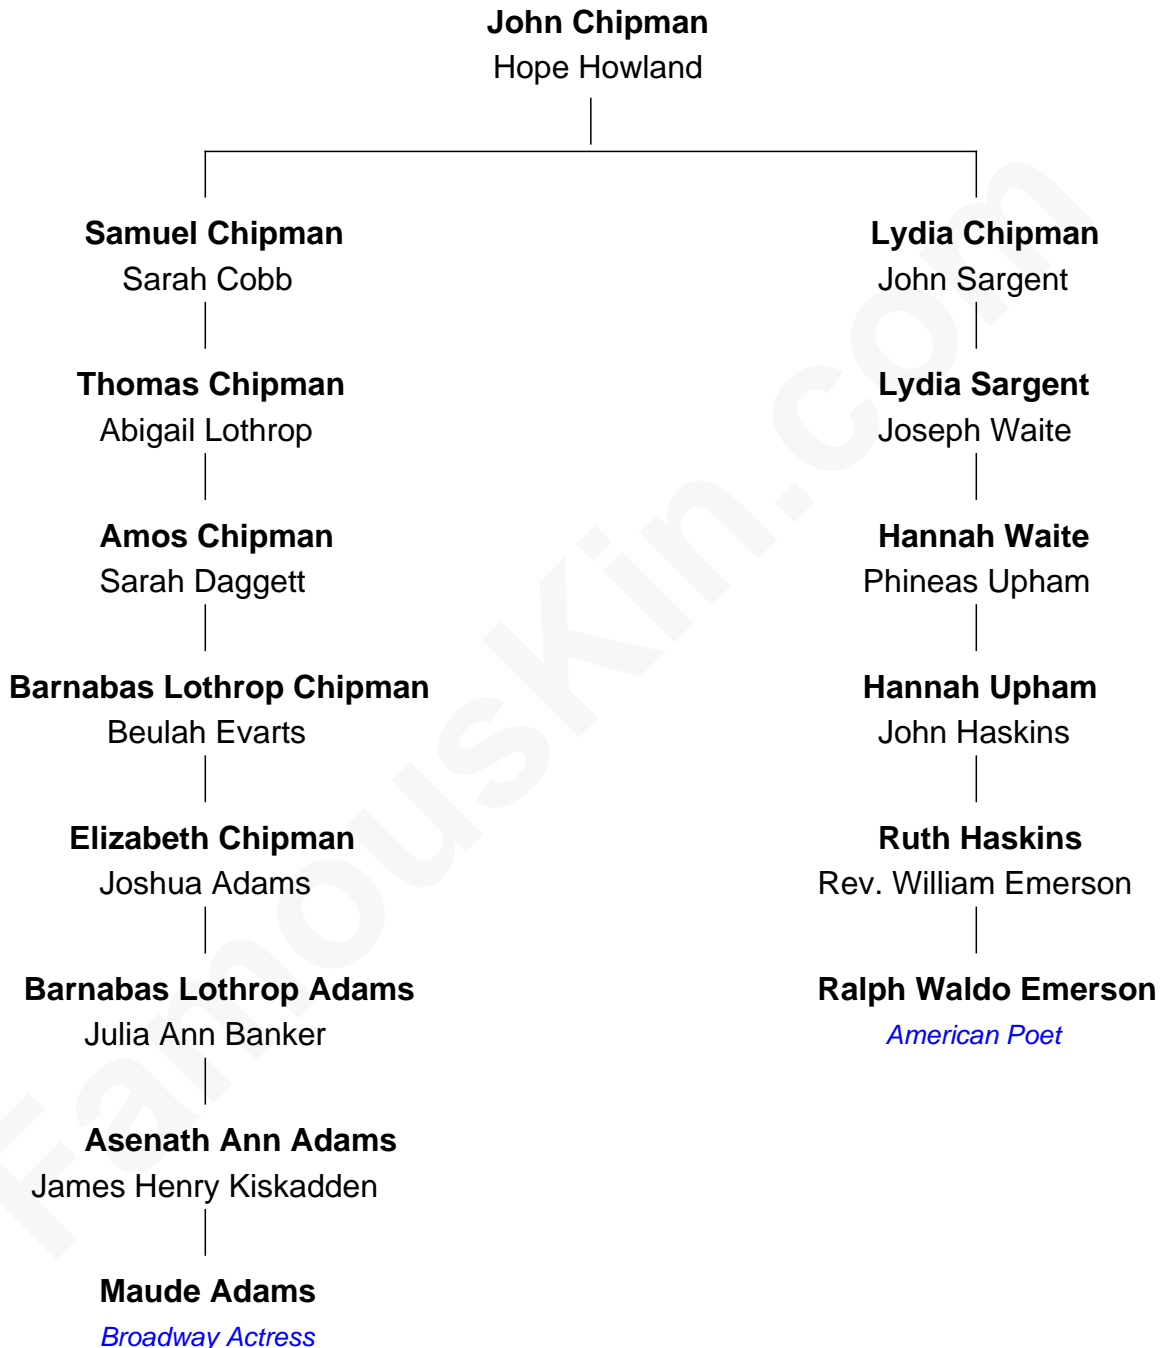 John Chipman
Hope Howland
Samuel Chipman
Sarah Cobb
Thomas Chipman
Abigail Lothrop
Amos Chipman
Sarah Daggett
Barnabas Lothrop Chipman
Beulah Evarts
Elizabeth Chipman
Joshua Adams
Barnabas Lothrop Adams
Julia Ann Banker
Asenath Ann Adams
James Henry Kiskadden
Maude Adams
Broadway Actress
Lydia Chipman
John Sargent
Lydia Sargent
Joseph Waite
Hannah Waite
Phineas Upham
Hannah Upham
John Haskins
Ruth Haskins
Rev. William Emerson
Ralph Waldo Emerson
American Poet
FamousKin.com